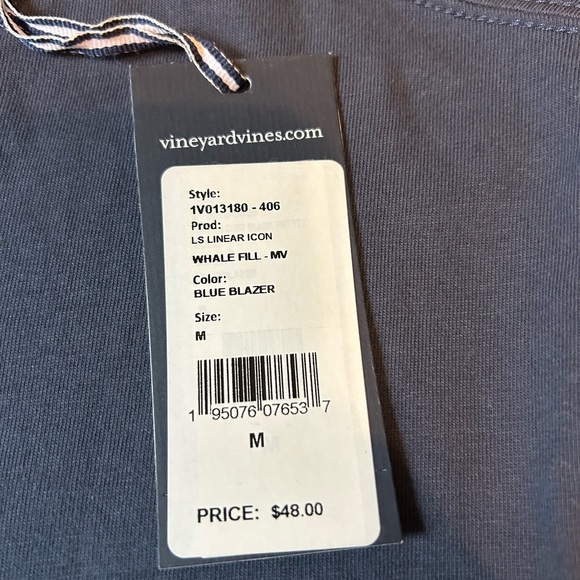 vineyardvines.com
Style:
1V013180 - 406
Prod:
LS LINEAR ICON
WHALE FILL - MV
Color:
BLUE BLAZER
Size:
M
1 95076 07653 7
M
PRICE: $48.00